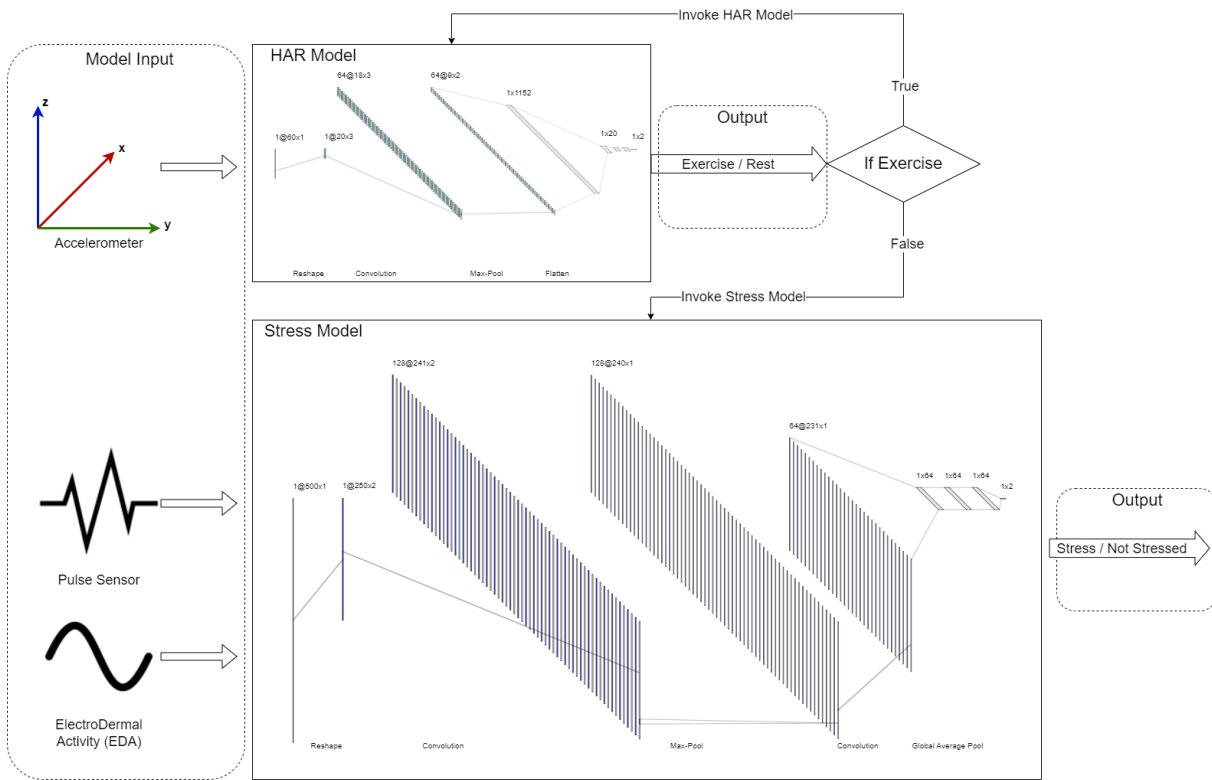 Invoke HAR Model
Model Input
z
x
y
Accelerometer
HAR Model
64@18x3
64@9x2
1x1152
1@60x1
1@20x3
1x20
1x2
Reshape
Convolution
Max-Pool
Flatten
Output
Exercise / Rest
True
If Exercise
False
Invoke Stress Model
Stress Model
128@241x2
128@240x1
64@231x1
1@500x1
1@250x2
1x64
1x64
1x64
1x2
Reshape
Convolution
Max-Pool
Convolution
Global Average Pool
Pulse Sensor
ElectroDermal
Activity (EDA)
Output
Stress / Not Stressed